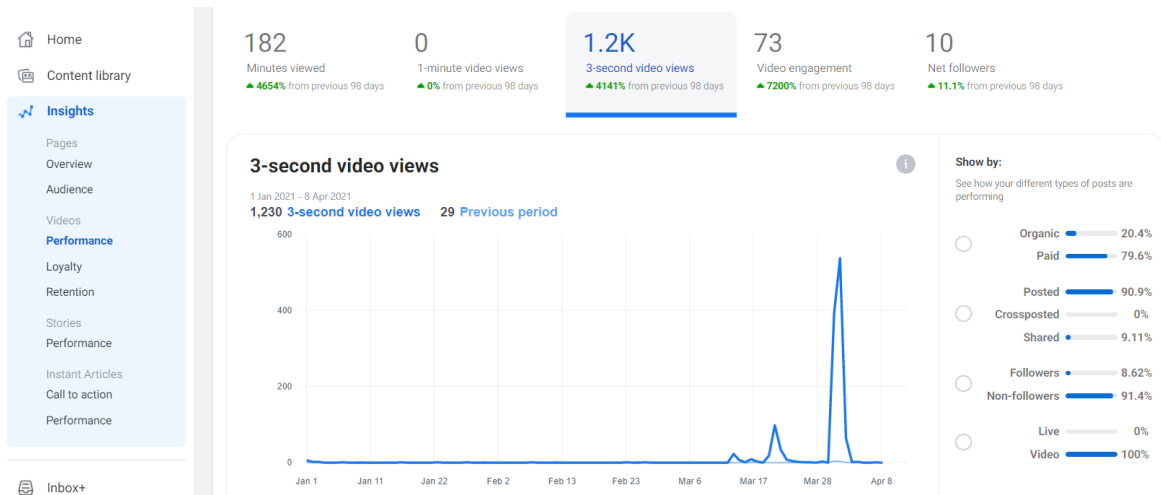 Home
Content library
Insights
Pages
Overview
Audience
Videos
Performance
Loyalty
Retention
Stories
Performance
Instant Articles
Call to action
Performance
Inbox+
182
Minutes viewed
4654% from previous 98 days
0
1-minute video views
0% from previous 98 days
1.2K
3-second video views
4141% from previous 98 days
73
Video engagement
7200% from previous 98 days
10
Net followers
11.1% from previous 98 days
3-second video views
i
1 Jan 2021 - 8 Apr 2021
1,230 3-second video views 29 Previous period
600
400
200
0
Jan 1 Jan 11 Jan 22 Feb 2 Feb 13 Feb 23 Mar 6 Mar 17 Mar 28 Apr 8
Show by:
See how your different types of posts are
performing
Organic 20.4%
Paid 79.6%
Posted 90.9%
Crossposted 0%
Shared 9.11%
Followers 8.62%
Non-followers 91.4%
Live 0%
Video 100%